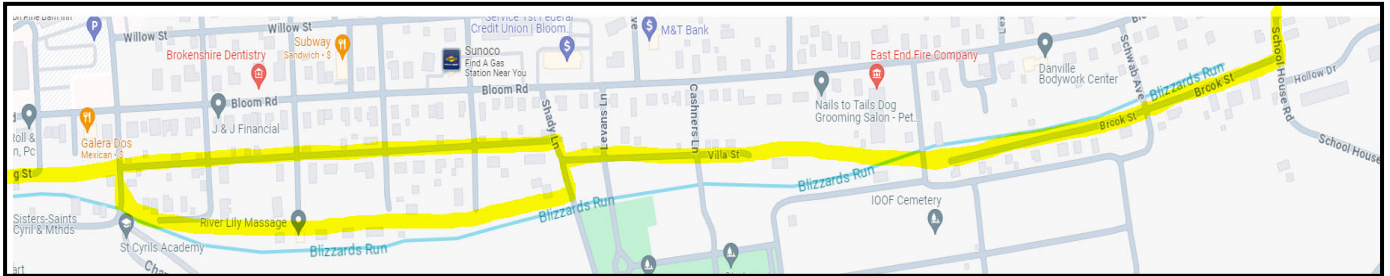 Willow St
Willow St
Subway
Sandwich · $
Brokenshire Dentistry
Sunoco
Find A Gas
Station Near You
Service 1st Federal
Credit Union | Bloom...
M&T Bank
East End Fire Company
Danville
Bodywork Center
Schwab Ave
School House Rd
Hollow Dr
School House
Bloom Rd
Bloom Rd
J & J Financial
Galera Dos
Mexican · $
Nails to Tails Dog
Grooming Salon - Pet...
Shady Ln
Levans Ln
Cashners Ln
Villa St
Brook St
Brook St
Blizzards Run
Blizzards Run
Blizzards Run
Blizzards Run
IOOF Cemetery
g St
n, Pc
Sisters-Saints
Cyril & Mthds
St Cyrils Academy
River Lily Massage